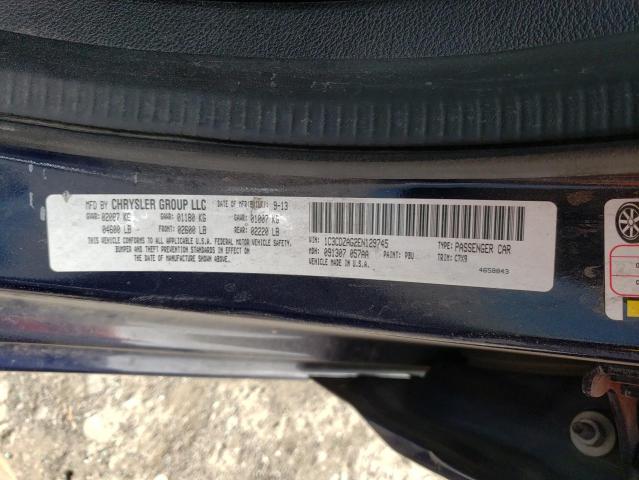 MFD BY CHRYSLER GROUP LLC DATE OF MFR 9-13
GVWR: 02087 KG GAWR: 01180 KG GAWR: 01007 KG
04600 LB FRONT: 02600 LB REAR: 02220 LB
THIS VEHICLE CONFORMS TO ALL APPLICABLE U.S.A. FEDERAL MOTOR VEHICLE SAFETY,
BUMPER AND THEFT PREVENTION STANDARDS IN EFFECT ON
THE DATE OF MANUFACTURE SHOWN ABOVE.
VIN: 1C3CDZAG2EN129745 TYPE: PASSENGER CAR
MDH: 091307 057AA PAINT: PBU TRIM: C7X9
VEHICLE MADE IN U.S.A.
4658043